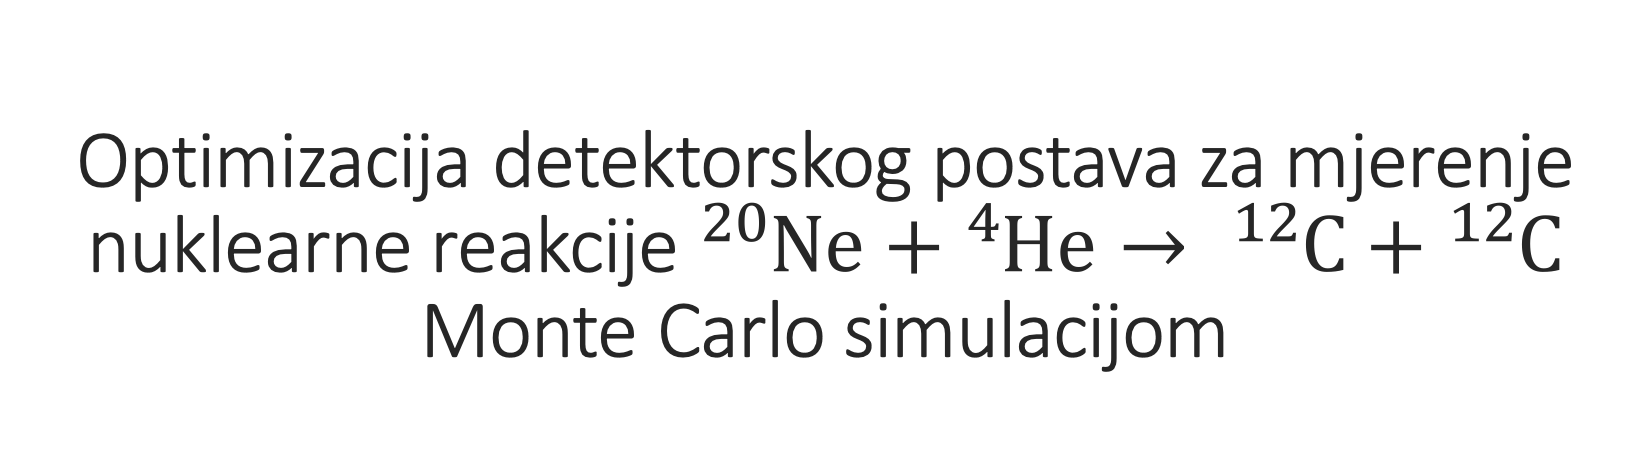 Optimizacija detektorskog postava za mjerenje
nuklearne reakcije ²⁰Ne + ⁴He → ¹²C + ¹²C
Monte Carlo simulacijom